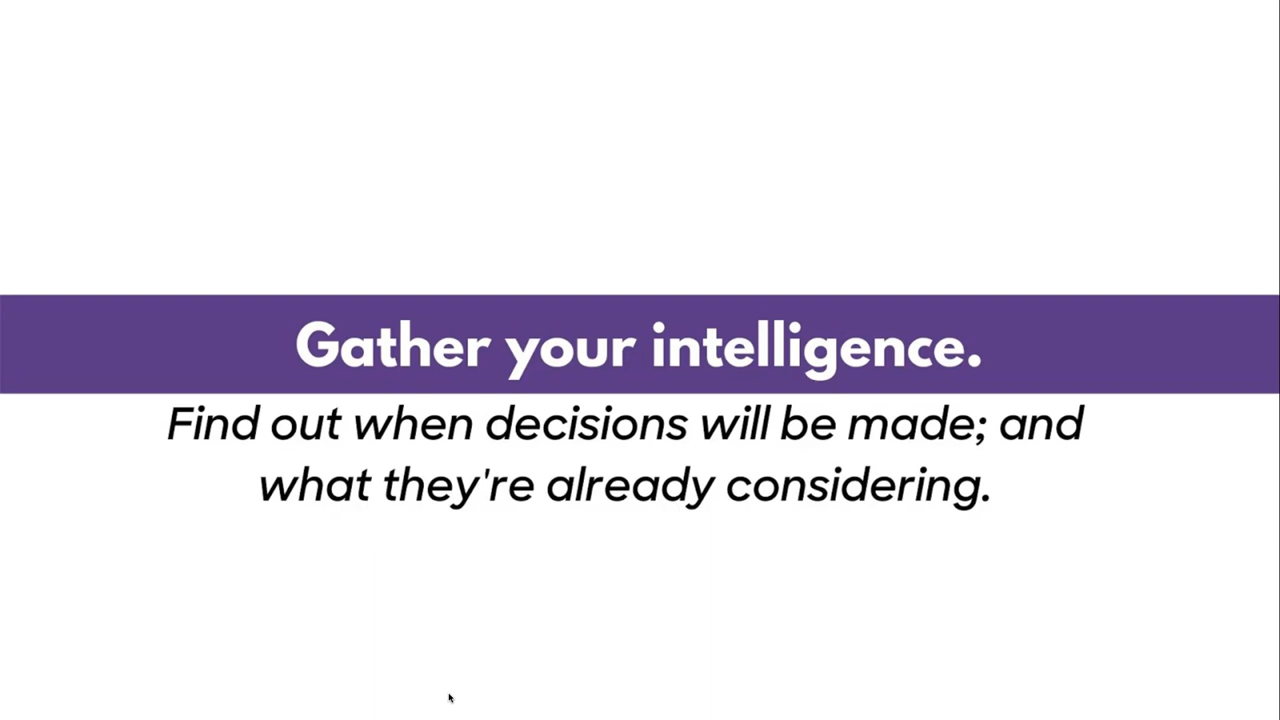 Gather your intelligence.
Find out when decisions will be made; and
what they're already considering.